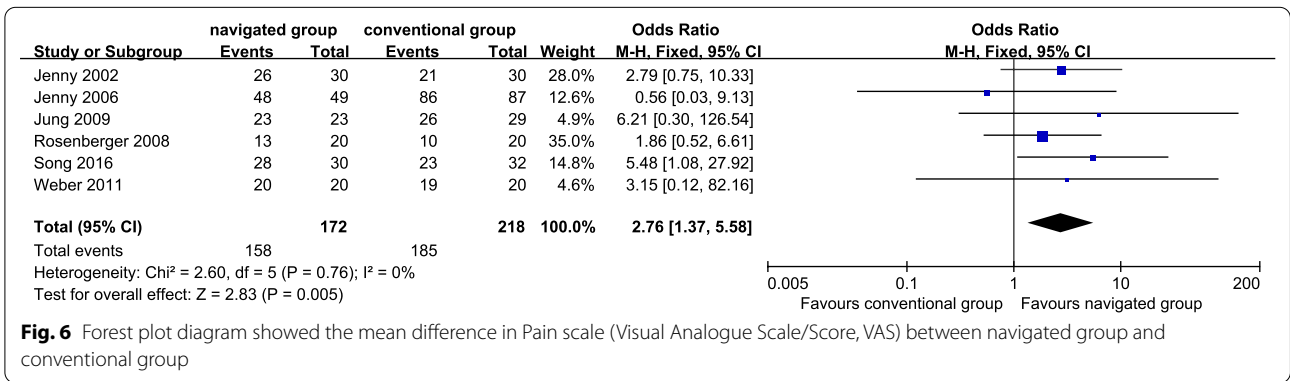 navigated group conventional group Odds Ratio Odds Ratio
Study or Subgroup Events Total Events Total Weight M-H, Fixed, 95% CI M-H, Fixed, 95% CI
Jenny 2002 26 30 21 30 28.0% 2.79 [0.75, 10.33]
Jenny 2006 48 49 86 87 12.6% 0.56 [0.03, 9.13]
Jung 2009 23 23 26 29 4.9% 6.21 [0.30, 126.54]
Rosenberger 2008 13 20 10 20 35.0% 1.86 [0.52, 6.61]
Song 2016 28 30 23 32 14.8% 5.48 [1.08, 27.92]
Weber 2011 20 20 19 20 4.6% 3.15 [0.12, 82.16]
Total (95% CI) 172 218 100.0% 2.76 [1.37, 5.58]
Total events 158 185
Heterogeneity: Chi² = 2.60, df = 5 (P = 0.76); I² = 0%
Test for overall effect: Z = 2.83 (P = 0.005)
0.005 0.1 1 10 200
Favours conventional group Favours navigated group
Fig. 6 Forest plot diagram showed the mean difference in Pain scale (Visual Analogue Scale/Score, VAS) between navigated group and
conventional group